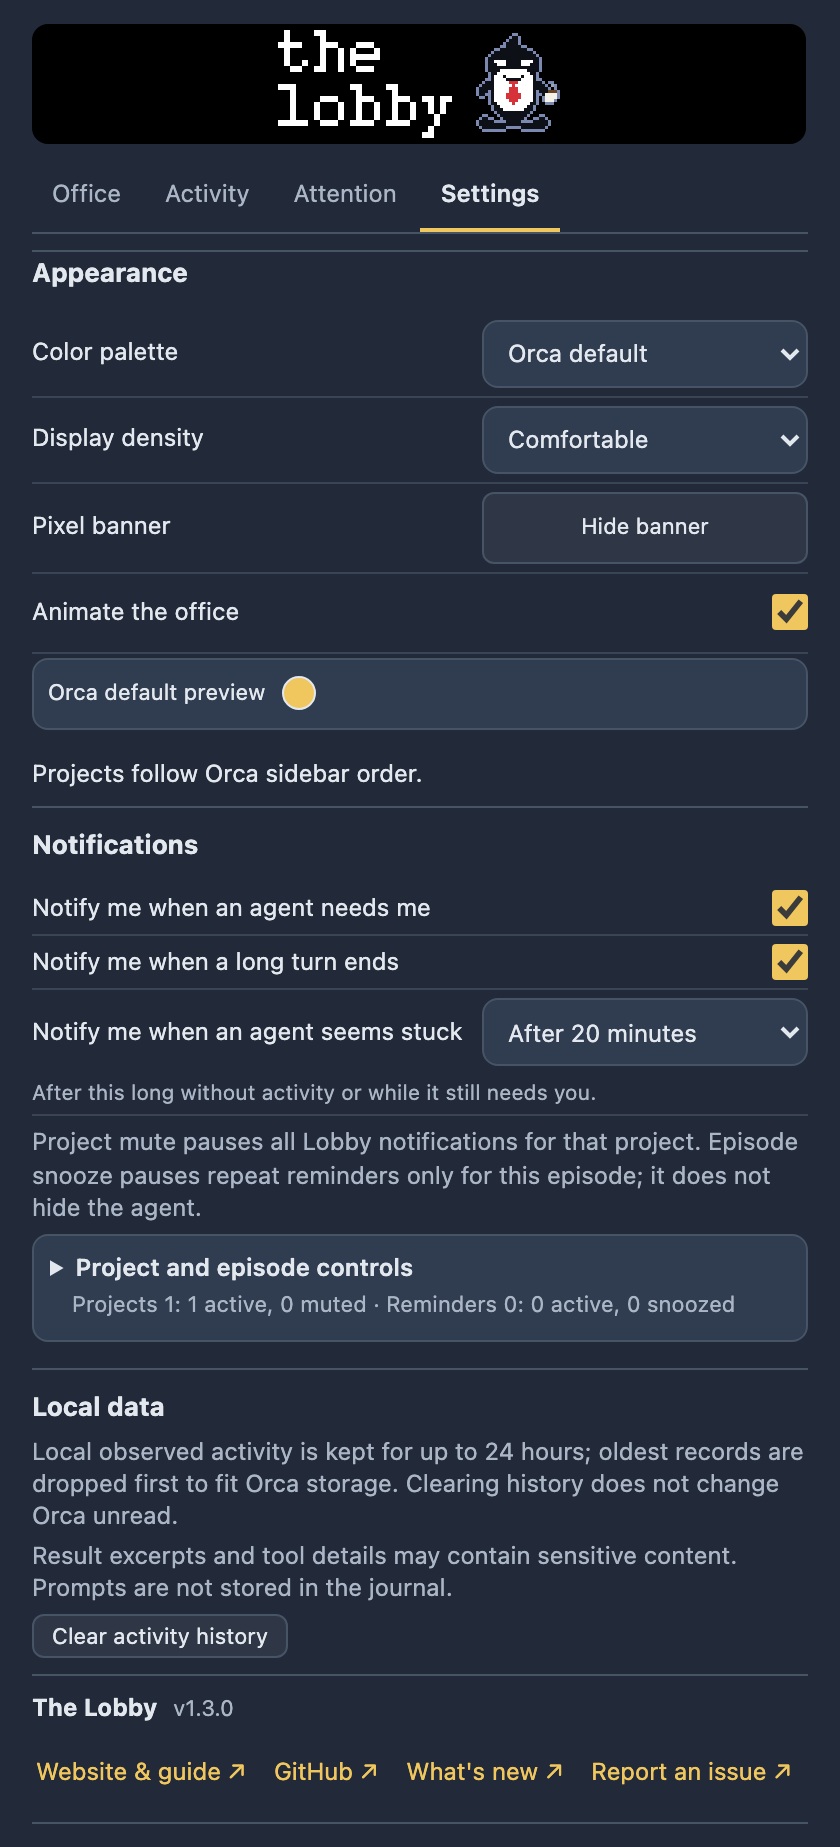 the
lobby
Office Activity Attention Settings
Appearance
Color palette Orca default
Display density Comfortable
Pixel banner Hide banner
Animate the office
Orca default preview
Projects follow Orca sidebar order.
Notifications
Notify me when an agent needs me
Notify me when a long turn ends
Notify me when an agent seems stuck After 20 minutes
After this long without activity or while it still needs you.
Project mute pauses all Lobby notifications for that project. Episode
snooze pauses repeat reminders only for this episode; it does not
hide the agent.
▶ Project and episode controls
Projects 1: 1 active, 0 muted · Reminders 0: 0 active, 0 snoozed
Local data
Local observed activity is kept for up to 24 hours; oldest records are
dropped first to fit Orca storage. Clearing history does not change
Orca unread.
Result excerpts and tool details may contain sensitive content.
Prompts are not stored in the journal.
Clear activity history
The Lobby v1.3.0
Website & guide ↗ GitHub ↗ What's new ↗ Report an issue ↗